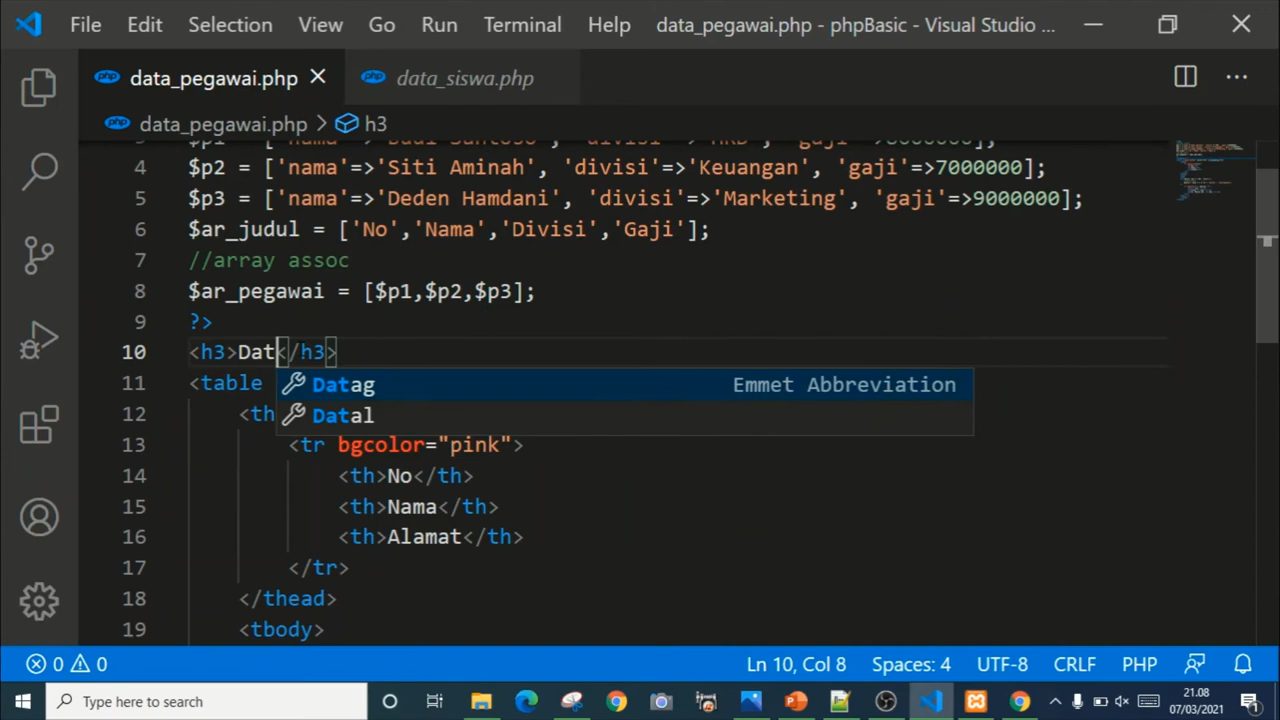 File Edit Selection View Go Run Terminal Help data_pegawai.php - phpBasic - Visual Studio ...
data_pegawai.php data_siswa.php
data_pegawai.php > h3
4 $p2 = ['nama'=>'Siti Aminah', 'divisi'=>'Keuangan', 'gaji'=>7000000];
5 $p3 = ['nama'=>'Deden Hamdani', 'divisi'=>'Marketing', 'gaji'=>9000000];
6 $ar_judul = ['No','Nama','Divisi','Gaji'];
7 //array assoc
8 $ar_pegawai = [$p1,$p2,$p3];
9 ?>
10 <h3>Dat</h3>
11 <table
Datag Emmet Abbreviation
12 <th
Datal
13 <tr bgcolor="pink">
14 <th>No</th>
15 <th>Nama</th>
16 <th>Alamat</th>
17 </tr>
18 </thead>
19 <tbody>
0 0 Ln 10, Col 8 Spaces: 4 UTF-8 CRLF PHP
Type here to search
21.08
07/03/2021
1